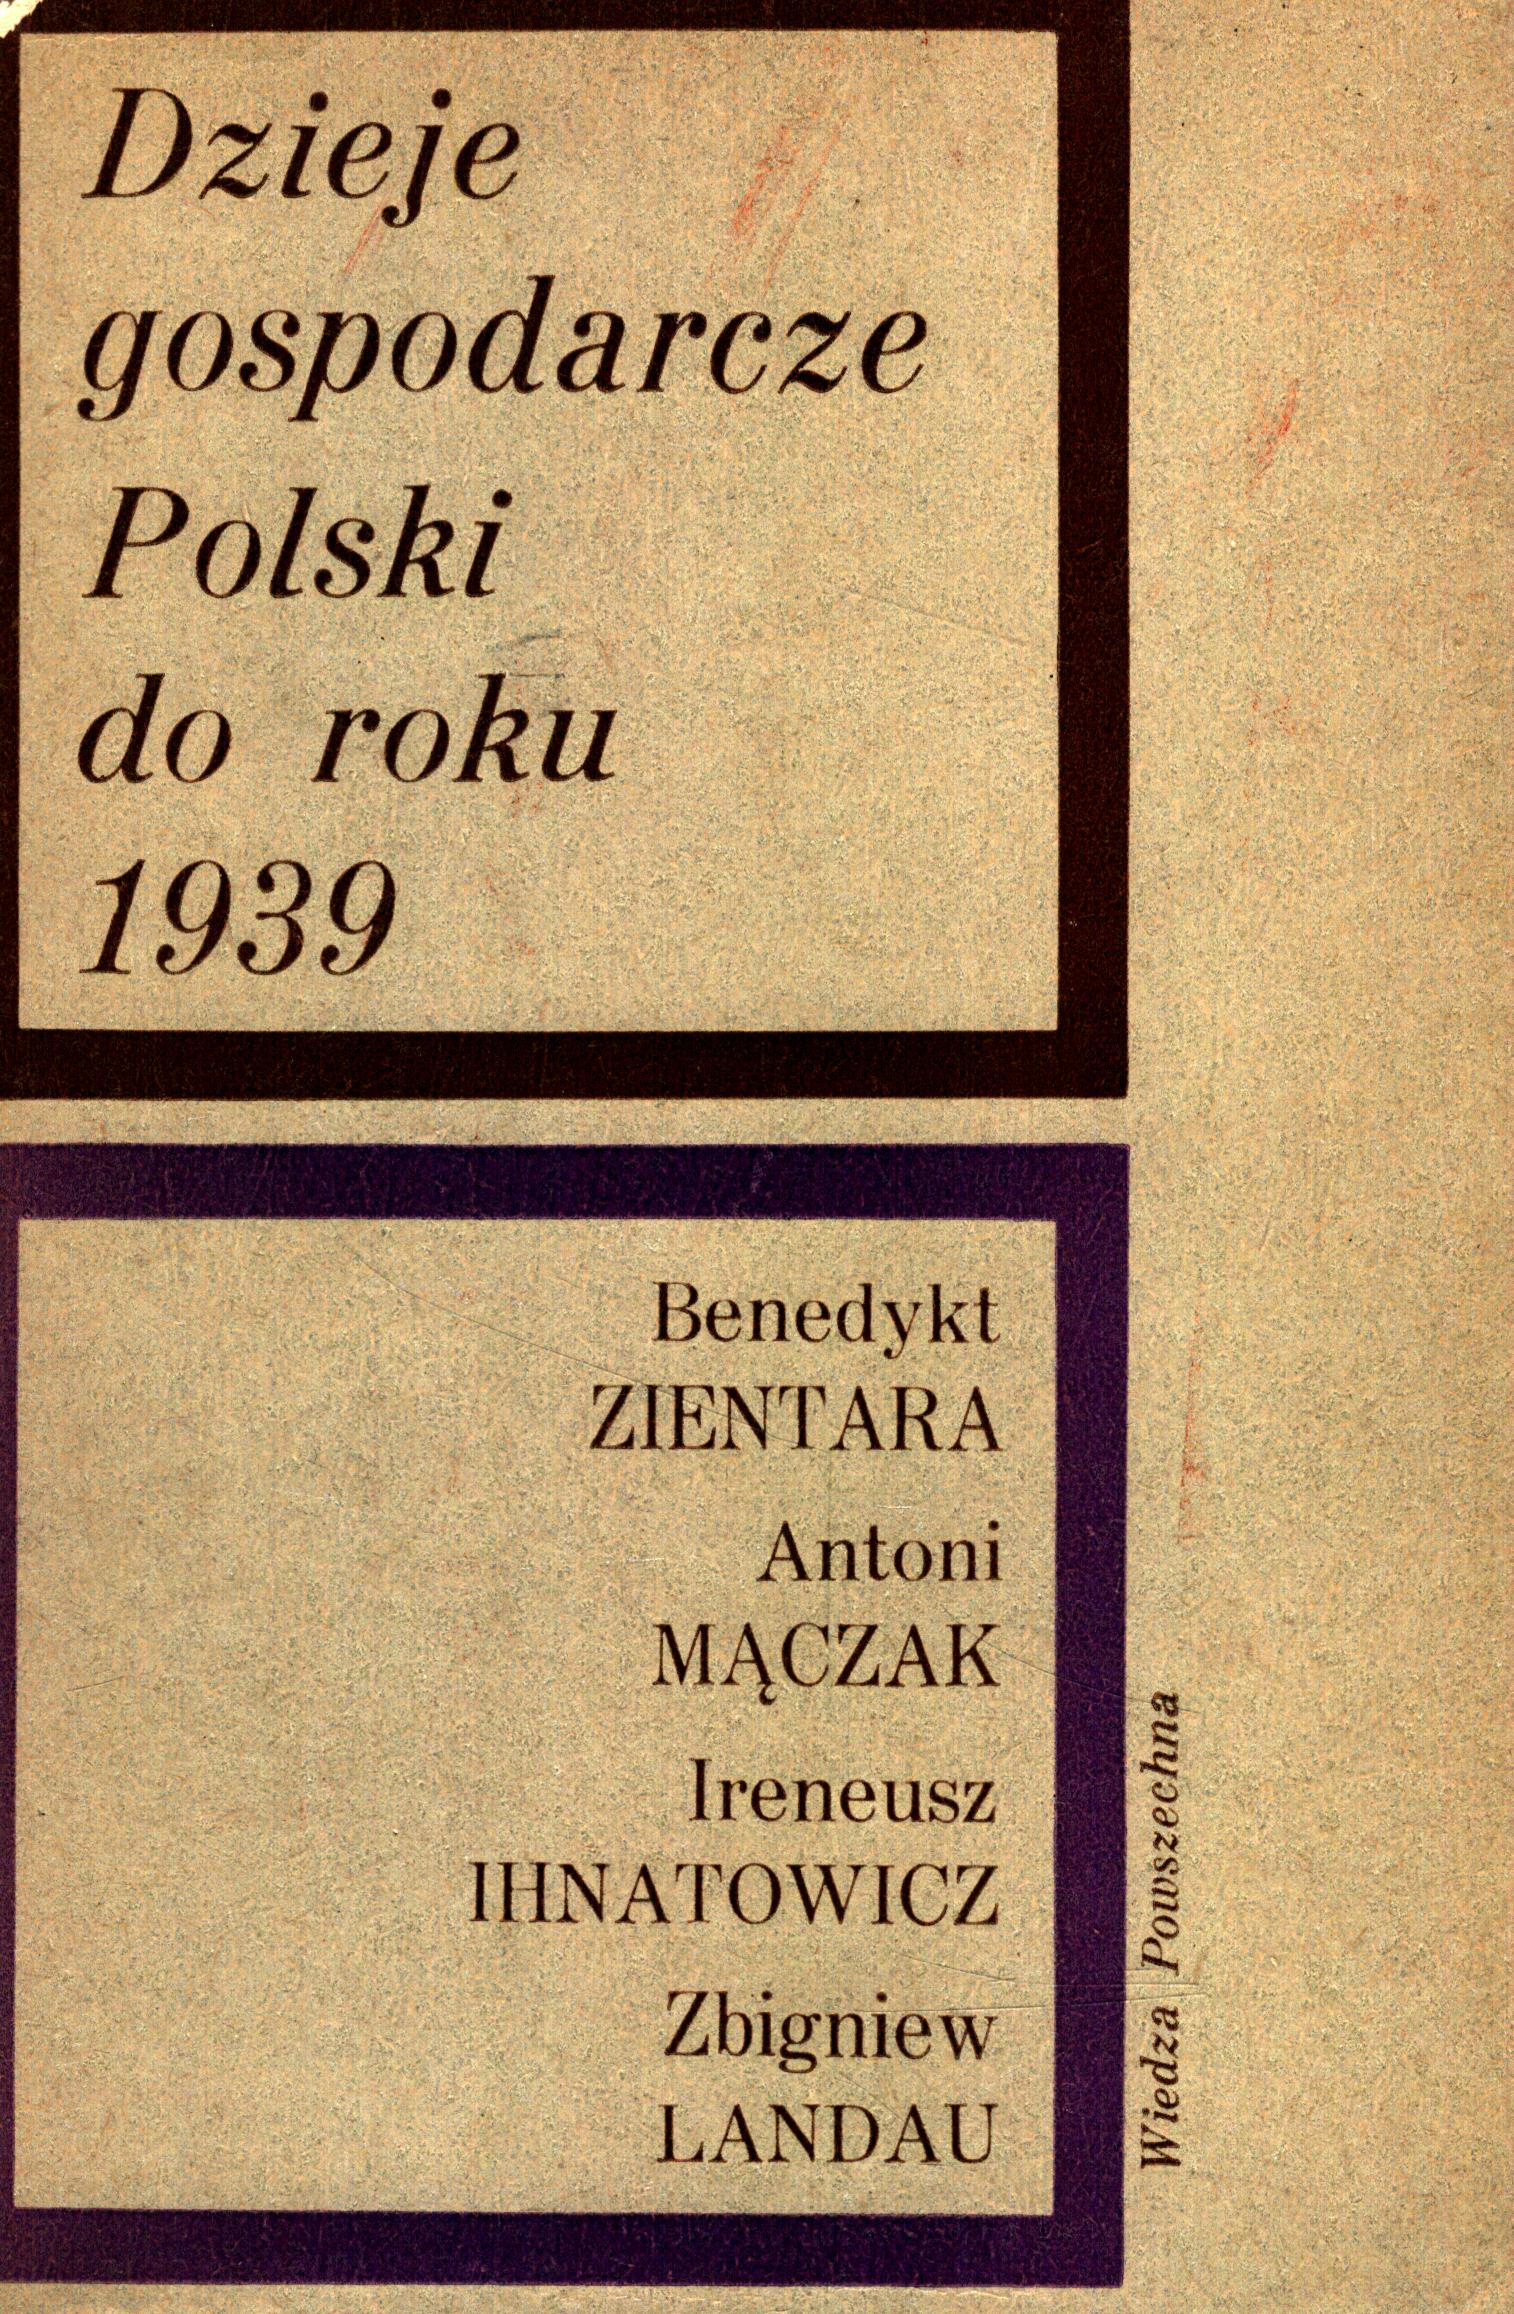 Dzieje
gospodarcze
Polski
do roku
1939
Benedykt
ZIENTARA
Antoni
MĄCZAK
Ireneusz
IHNATOWICZ
Zbigniew
LANDAU
Wiedza Powszechna